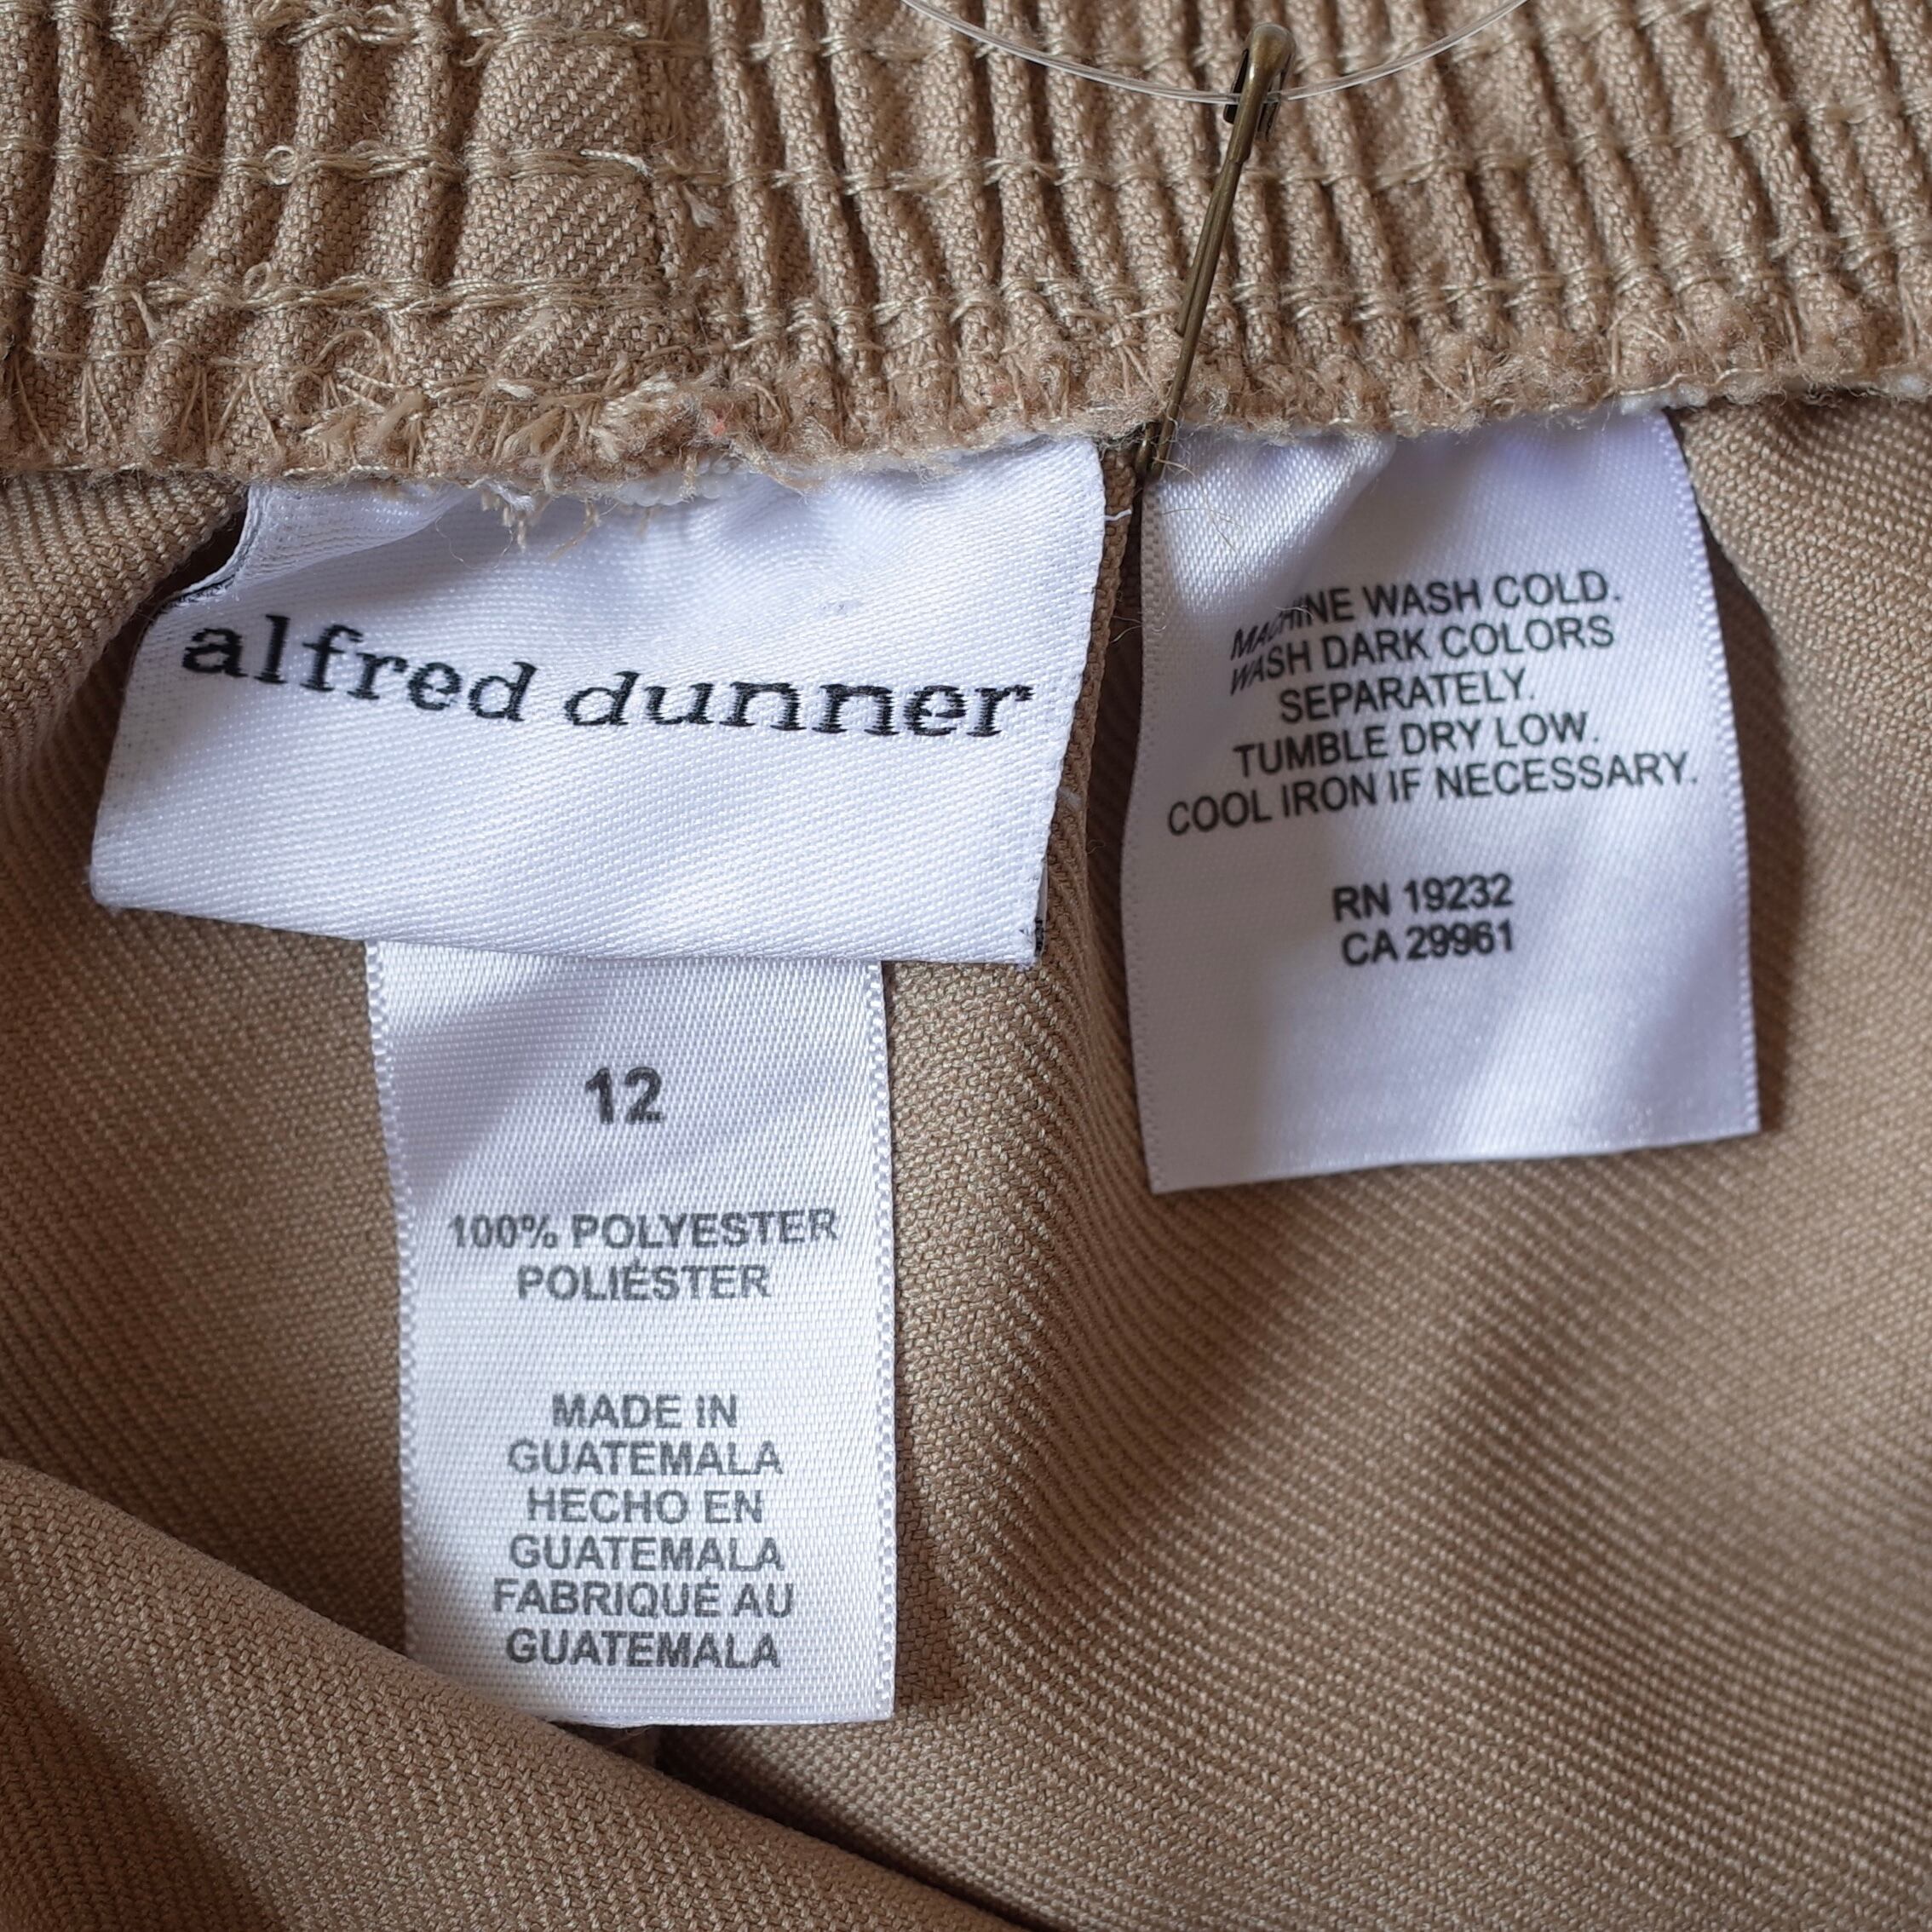 alfred dunner
12
100% POLYESTER
POLIÉSTER
MADE IN
GUATEMALA
HECHO EN
GUATEMALA
FABRIQUÉ AU
GUATEMALA
MACHINE WASH COLD.
WASH DARK COLORS
SEPARATELY.
TUMBLE DRY LOW.
COOL IRON IF NECESSARY.
RN 19232
CA 29961